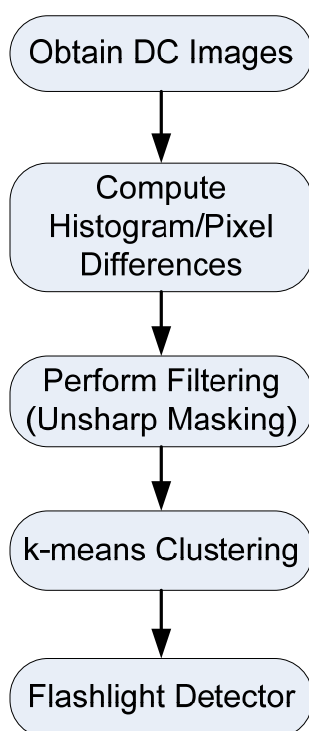 Obtain DC Images
Compute
Histogram/Pixel
Differences
Perform Filtering
(Unsharp Masking)
k-means Clustering
Flashlight Detector